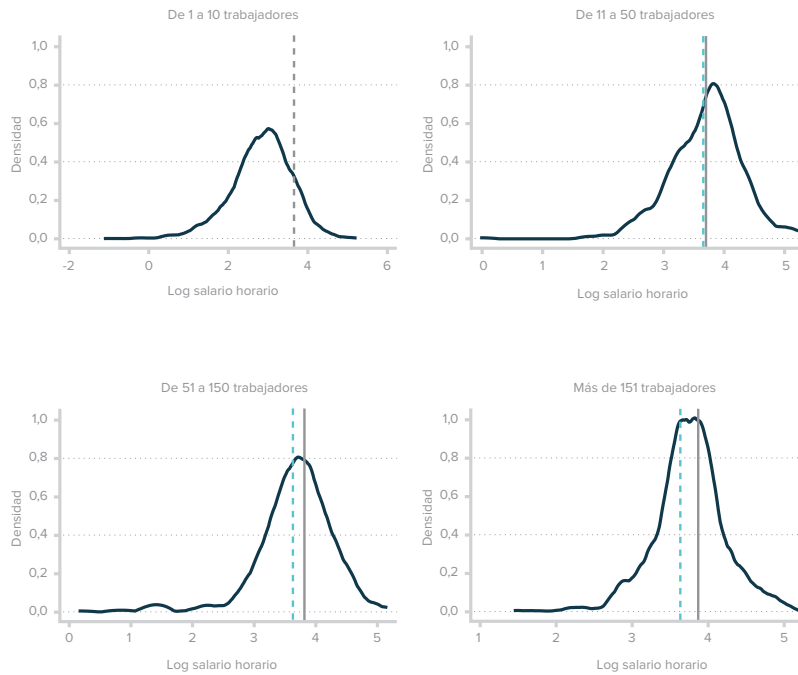 De 1 a 10 trabajadores
1,0
0,8
0,6
0,4
0,2
0,0
Densidad
-2 0 2 4 6
Log salario horario
De 11 a 50 trabajadores
1,0
0,8
0,6
0,4
0,2
0,0
Densidad
0 1 2 3 4 5
Log salario horario
De 51 a 150 trabajadores
1,0
0,8
0,6
0,4
0,2
0,0
Densidad
0 1 2 3 4 5
Log salario horario
Más de 151 trabajadores
1,0
0,8
0,6
0,4
0,2
0,0
Densidad
1 2 3 4 5
Log salario horario